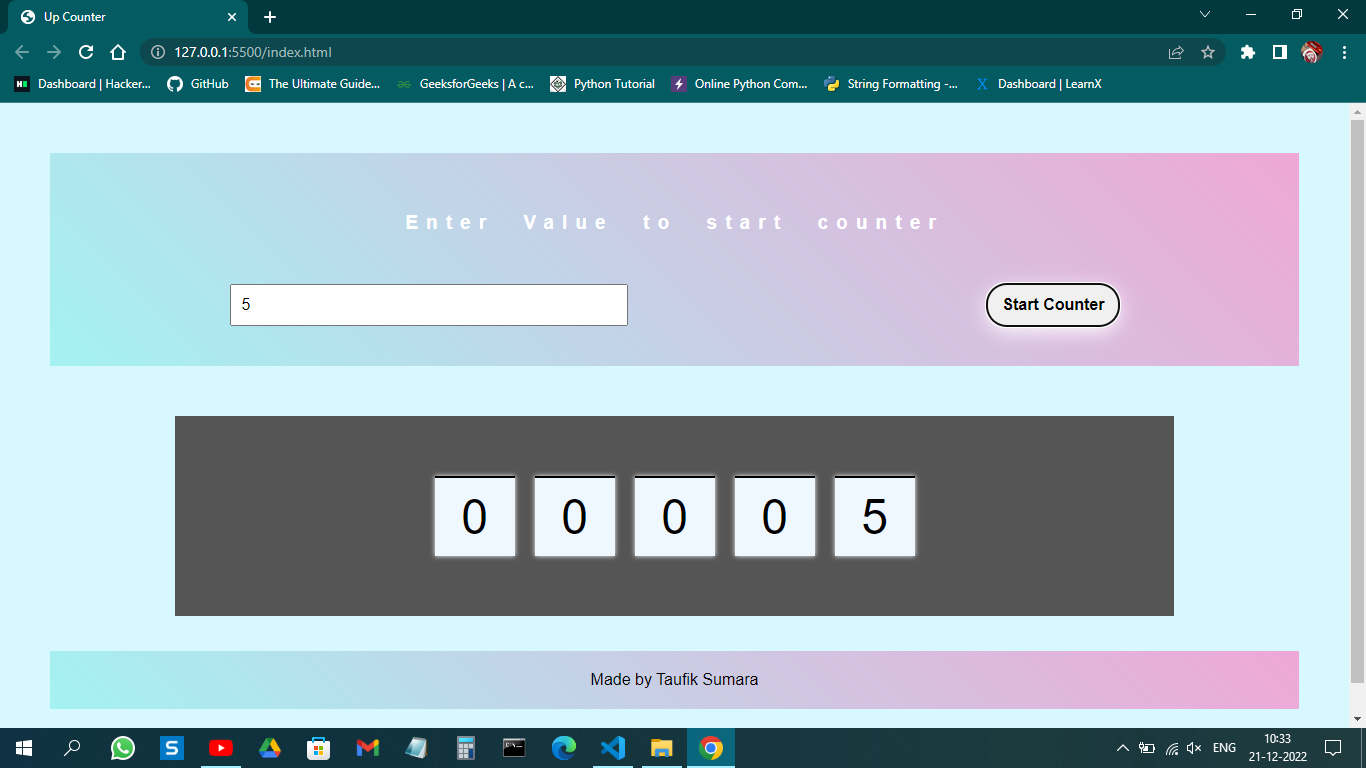 Up Counter
127.0.0.1:5500/index.html
Dashboard | Hacker...
GitHub
The Ultimate Guide...
GeeksforGeeks | A c...
Python Tutorial
Online Python Com...
String Formatting -...
Dashboard | LearnX
Enter Value to start counter
5
Start Counter
0 0 0 0 5
Made by Taufik Sumara
ENG
10:33
21-12-2022